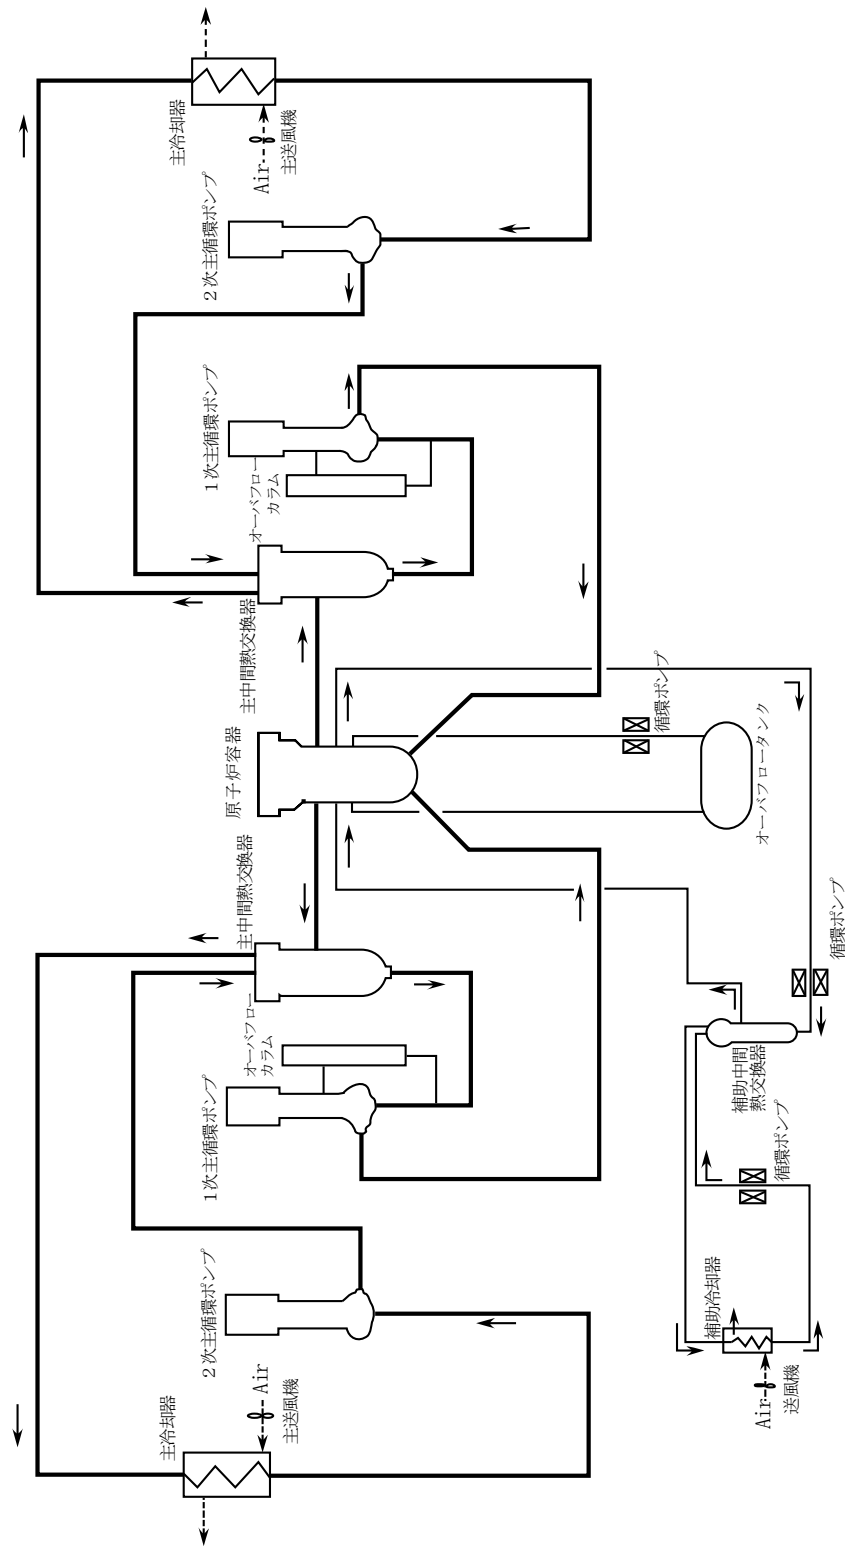 主冷却器
Air
主送風機
2次主循環ポンプ
1次主循環ポンプ
オーバフロー
カラム
主中間熱交換器
原子炉容器
循環ポンプ
オーバフロータンク
主中間熱交換器
オーバフロー
カラム
1次主循環ポンプ
循環ポンプ
補助中間
熱交換器
循環ポンプ
2次主循環ポンプ
補助冷却器
Air
送風機
主冷却器
Air
主送風機